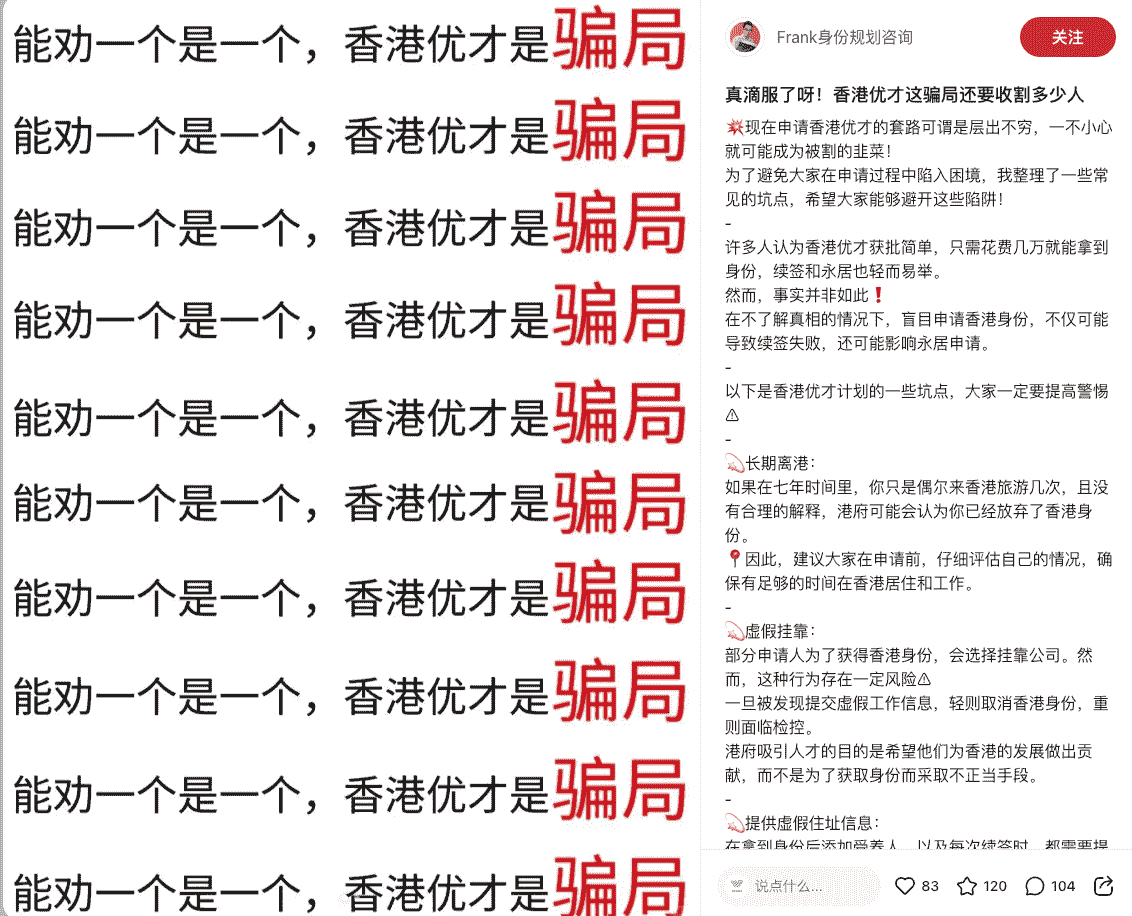 能劝一个是一个，香港优才是骗局
能劝一个是一个，香港优才是骗局
能劝一个是一个，香港优才是骗局
能劝一个是一个，香港优才是骗局
能劝一个是一个，香港优才是骗局
能劝一个是一个，香港优才是骗局
能劝一个是一个，香港优才是骗局
能劝一个是一个，香港优才是骗局
能劝一个是一个，香港优才是骗局
能劝一个是一个，香港优才是骗局
Frank身份规划咨询
关注
真滴服了呀！香港优才这骗局还要收割多少人
💥现在申请香港优才的套路可谓是层出不穷，一不小心
就可能成为被割的韭菜！
为了避免大家在申请过程中陷入困境，我整理了一些常
见的坑点，希望大家能够避开这些陷阱！
-
许多人认为香港优才获批简单，只需花费几万就能拿到
身份，续签和永居也轻而易举。
然而，事实并非如此❗
在不了解真相的情况下，盲目申请香港身份，不仅可能
导致续签失败，还可能影响永居申请。
-
以下是香港优才计划的一些坑点，大家一定要提高警惕
⚠
-
💫长期离港：
如果在七年时间里，你只是偶尔来香港旅游几次，且没
有合理的解释，港府可能会认为你已经放弃了香港身
份。
📍因此，建议大家在申请前，仔细评估自己的情况，确
保有足够的时间在香港居住和工作。
-
💫虚假挂靠：
部分申请人为了获得香港身份，会选择挂靠公司。然
而，这种行为存在一定风险⚠
一旦被发现提交虚假工作信息，轻则取消香港身份，重
则面临检控。
港府吸引人才的目的是希望他们为香港的发展做出贡
献，而不是为了获取身份而采取不正当手段。
-
💫提供虚假住址信息：
在拿到身份后添加受养人，以及每次续签时，都需要提
说点什么...
83
120
104